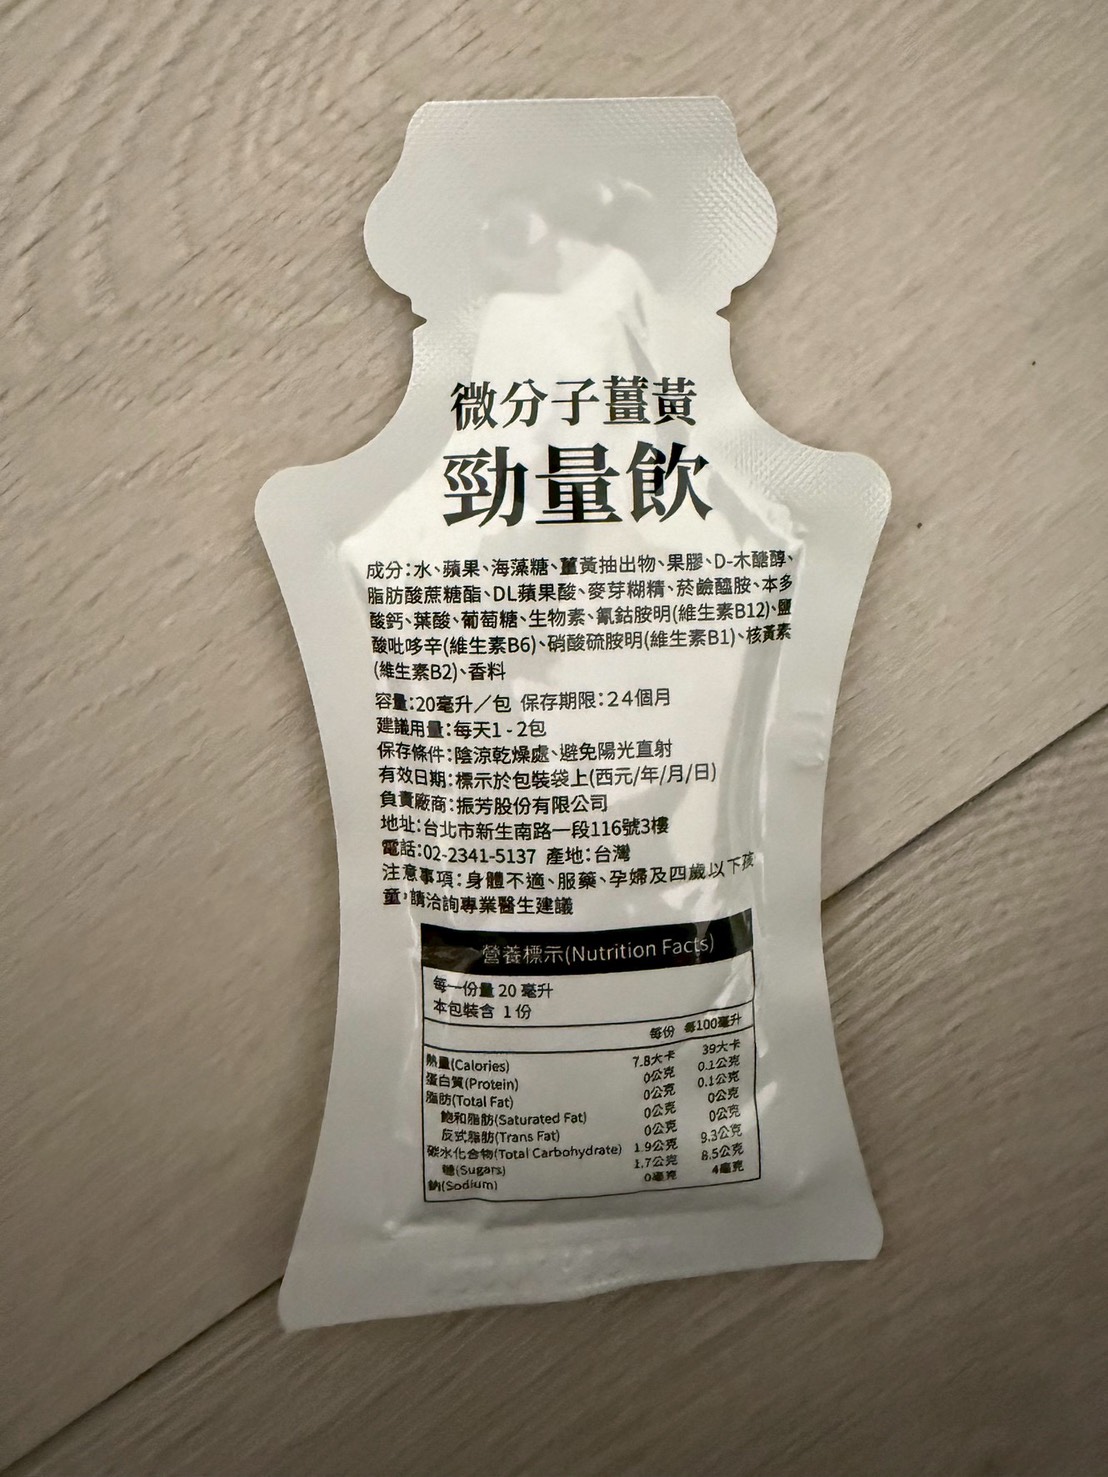 微分子薑黃
勁量飲
成分:水、蘋果、海藻糖、薑黃抽出物、果膠、D-木醣醇、
脂肪酸蔗糖酯、DL蘋果酸、麥芽糊精、菸鹼醯胺、本多
酸鈣、葉酸、葡萄糖、生物素、氰鈷胺明(維生素B12)、鹽
酸吡哆辛(維生素B6)、硝酸硫胺明(維生素B1)、核黃素
(維生素B2)、香料
容量:20毫升/包 保存期限:24個月
建議用量:每天1-2包
保存條件:陰涼乾燥處、避免陽光直射
有效日期:標示於包裝袋上(西元/年/月/日)
負責廠商:振芳股份有限公司
地址:台北市新生南路一段116號3樓
電話:02-2341-5137 產地:台灣
注意事項:身體不適、服藥、孕婦及四歲以下孩
童,請洽詢專業醫生建議
營養標示(Nutrition Facts)
每一份量 20 毫升
本包裝含 1份
每份 每100毫升
熱量(Calories) 7.8大卡 39大卡
蛋白質(Protein) 0公克 0.1公克
脂肪(Total Fat) 0公克 0.1公克
飽和脂肪(Saturated Fat) 0公克 0公克
反式脂肪(Trans Fat) 0公克 0公克
碳水化合物(Total Carbohydrate) 1.9公克 9.3公克
糖(Sugars) 1.7公克 8.5公克
鈉(Sodium) 0毫克 4毫克